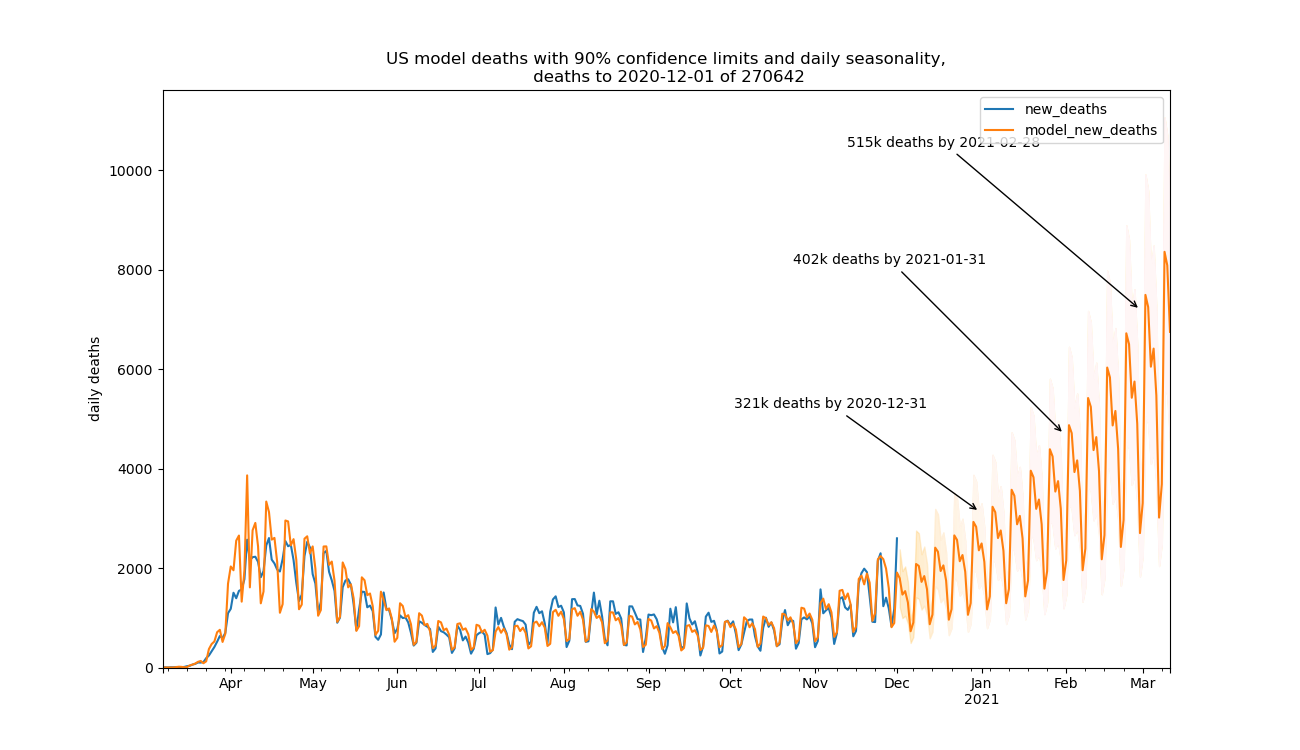 US model deaths with 90% confidence limits and daily seasonality,
deaths to 2020-12-01 of 270642
new_deaths
model_new_deaths
515k deaths by 2021-02-28
402k deaths by 2021-01-31
321k deaths by 2020-12-31
daily deaths
10000
8000
6000
4000
2000
0
Apr May Jun Jul Aug Sep Oct Nov Dec Jan Feb Mar
2021